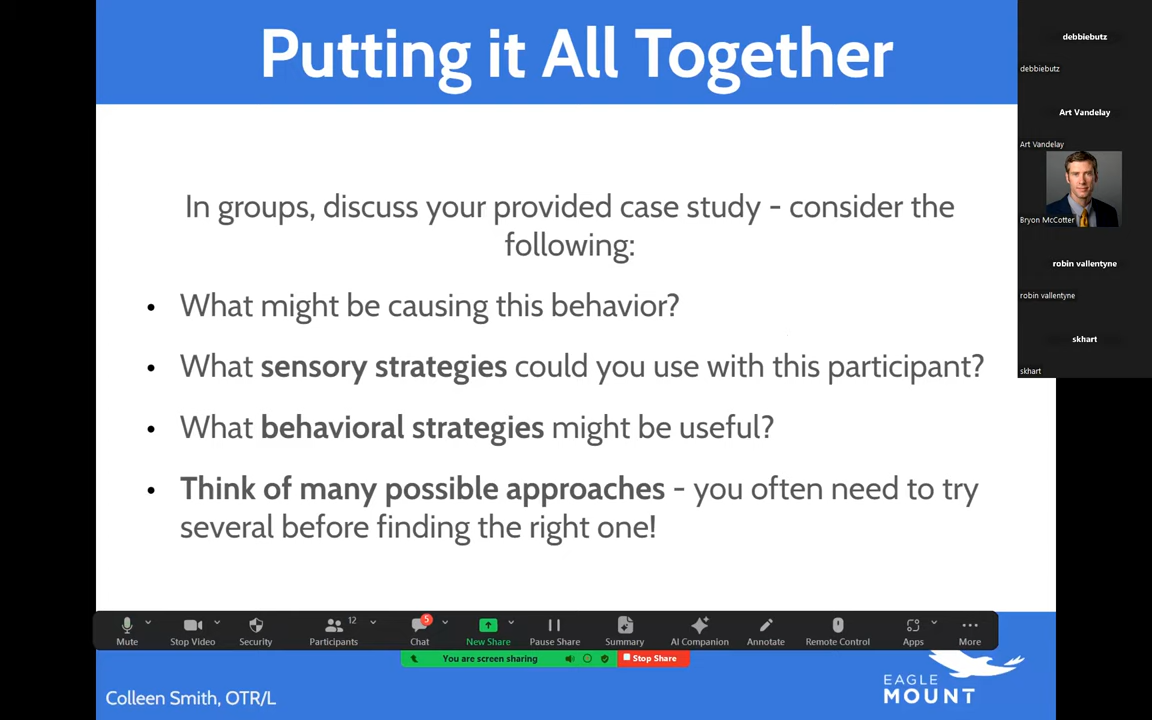 Putting it All Together
In groups, discuss your provided case study - consider the
following:
• What might be causing this behavior?
• What sensory strategies could you use with this participant?
• What behavioral strategies might be useful?
• Think of many possible approaches - you often need to try
several before finding the right one!
debbiebutz
debbiebutz
Art Vandelay
Art Vandelay
Bryon McCotter
robin vallentyne
robin vallentyne
skhart
skhart
12
5
Mute
Stop Video
Security
Participants
Chat
New Share
Pause Share
Summary
AI Companion
Annotate
Remote Control
Apps
More
You are screen sharing
Stop Share
Colleen Smith, OTR/L
EAGLE
MOUNT